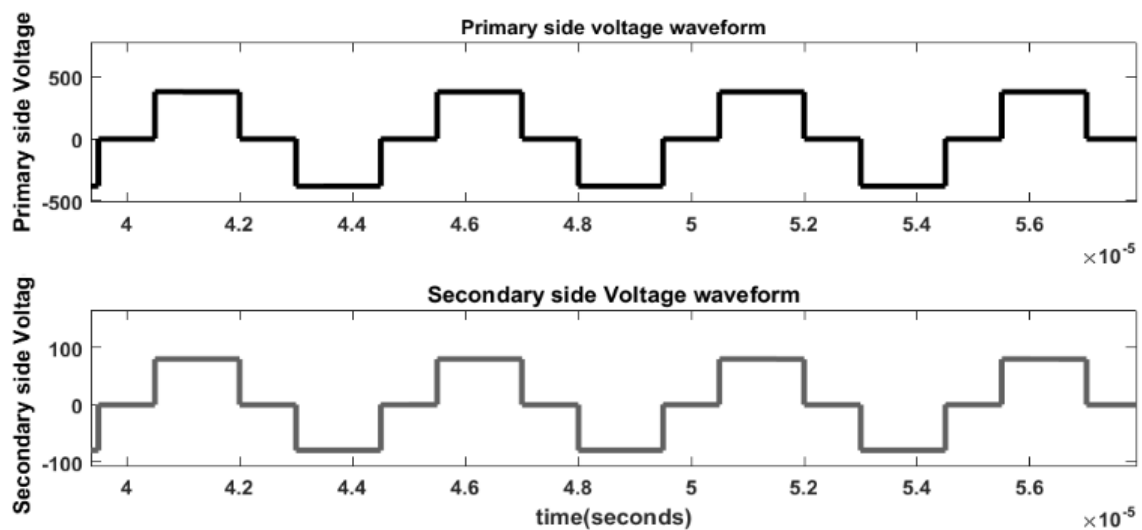 Primary side voltage waveform
Primary side Voltage
500
0
-500
4 4.2 4.4 4.6 4.8 5 5.2 5.4 5.6
×10-5
Secondary side Voltage waveform
Secondary side Voltag
100
0
-100
4 4.2 4.4 4.6 4.8 5 5.2 5.4 5.6
time(seconds)
×10-5